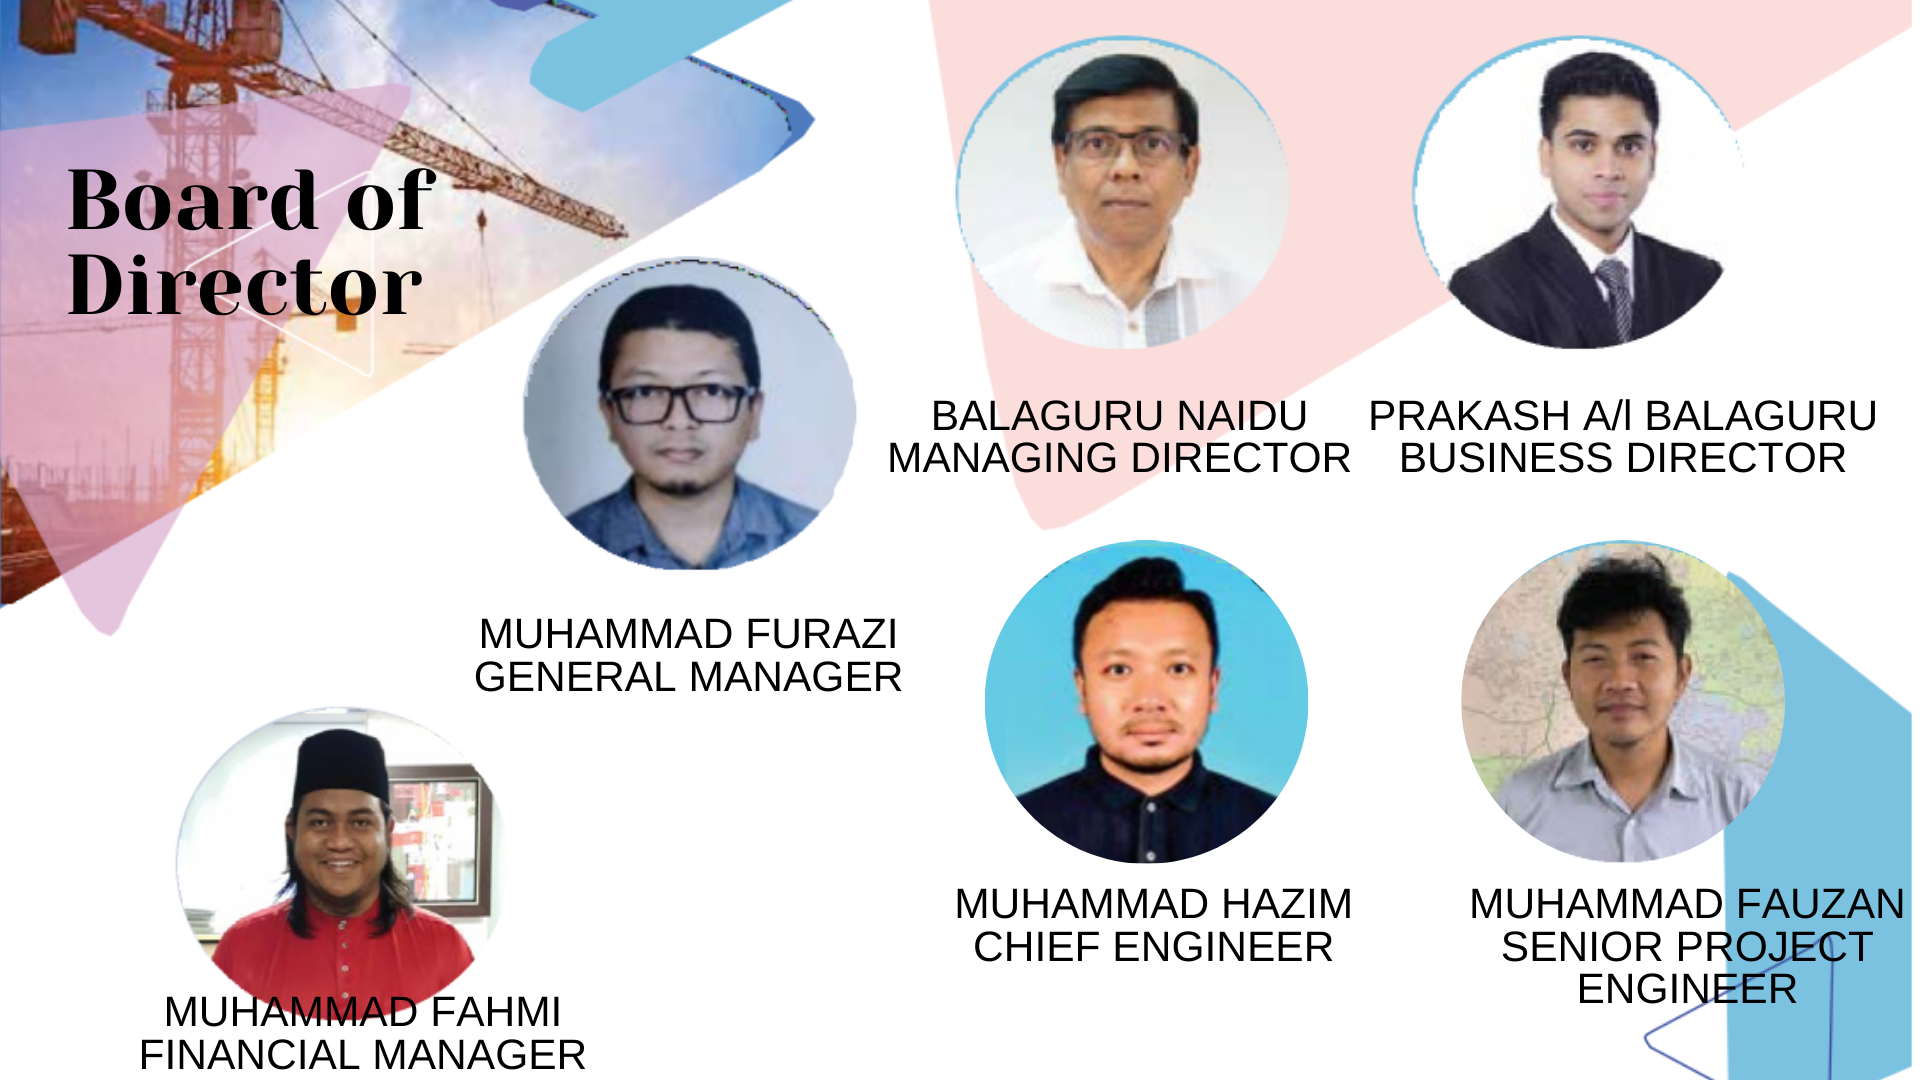 Board of
Director
BALAGURU NAIDU
MANAGING DIRECTOR
PRAKASH A/l BALAGURU
BUSINESS DIRECTOR
MUHAMMAD FURAZI
GENERAL MANAGER
MUHAMMAD HAZIM
CHIEF ENGINEER
MUHAMMAD FAUZAN
SENIOR PROJECT
ENGINEER
MUHAMMAD FAHMI
FINANCIAL MANAGER